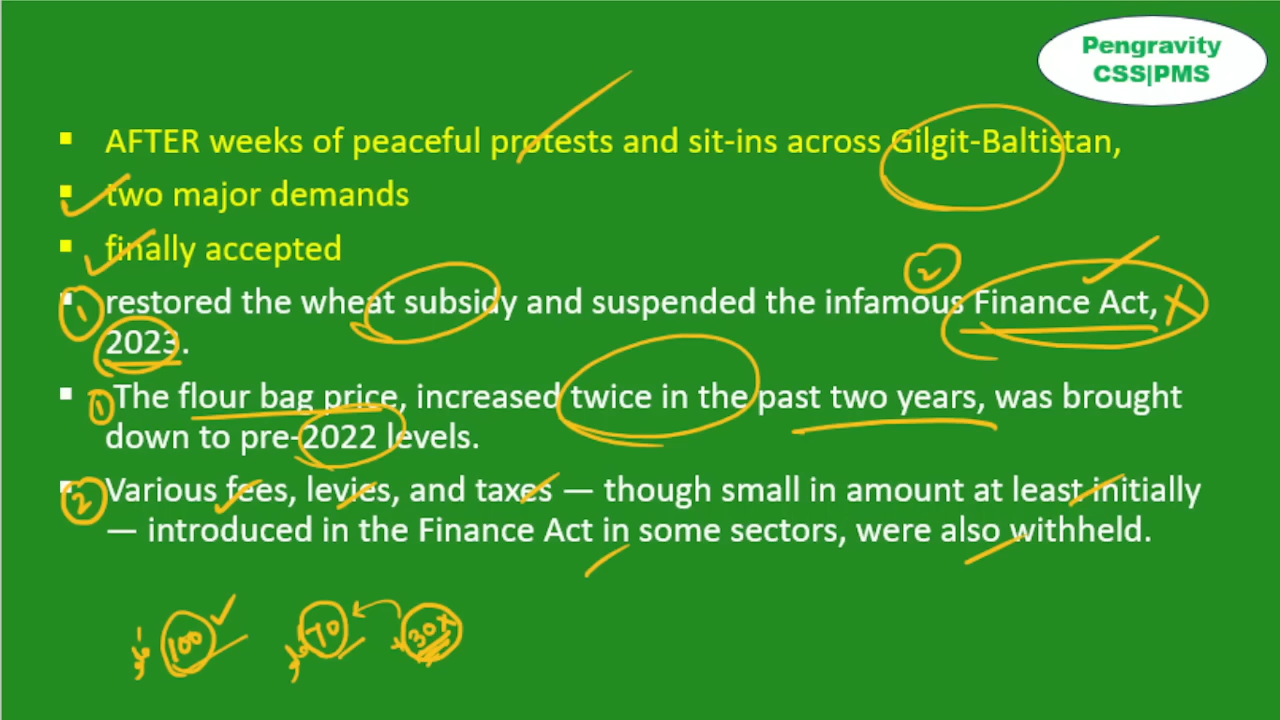 Pengravity
CSS|PMS
AFTER weeks of peaceful protests and sit-ins across Gilgit-Baltistan,
two major demands
finally accepted
2
1 restored the wheat subsidy and suspended the infamous Finance Act, X
2023.
1 The flour bag price, increased twice in the past two years, was brought
down to pre-2022 levels.
2 Various fees, levies, and taxes — though small in amount at least initially
— introduced in the Finance Act in some sectors, were also withheld.
100 70 30 X